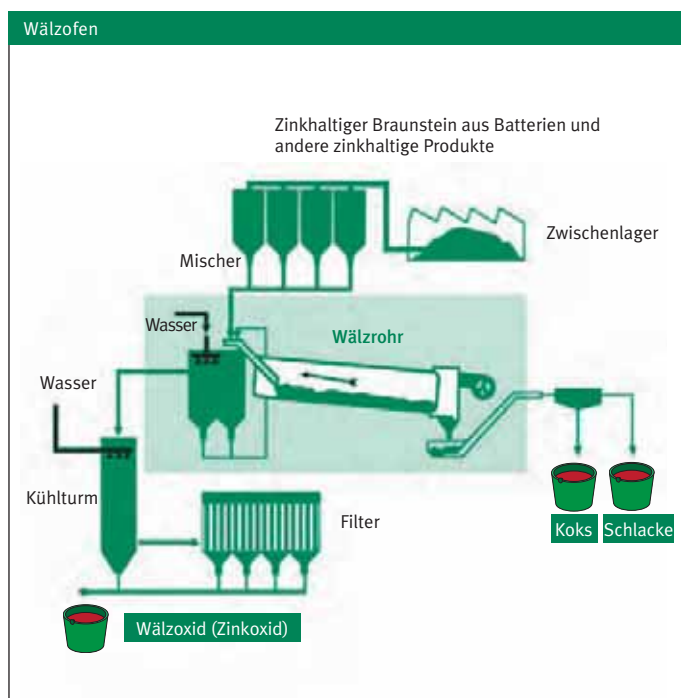 Wälzofen
Zinkhaltiger Braunstein aus Batterien und
andere zinkhaltige Produkte
Zwischenlager
Mischer
Wasser
Wälzrohr
Wasser
Kühlturm
Filter
Koks
Schlacke
Wälzoxid (Zinkoxid)